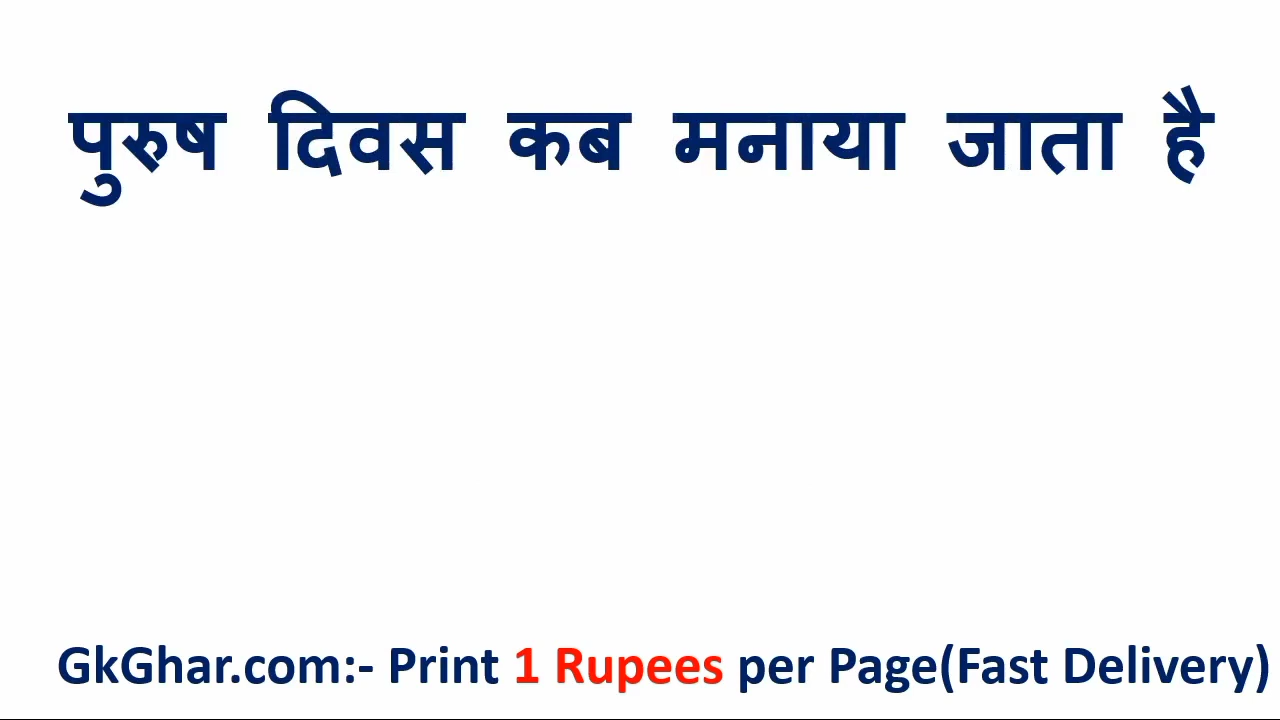 पुरुष दिवस कब मनाया जाता है
GkGhar.com:- Print 1 Rupees per Page(Fast Delivery)